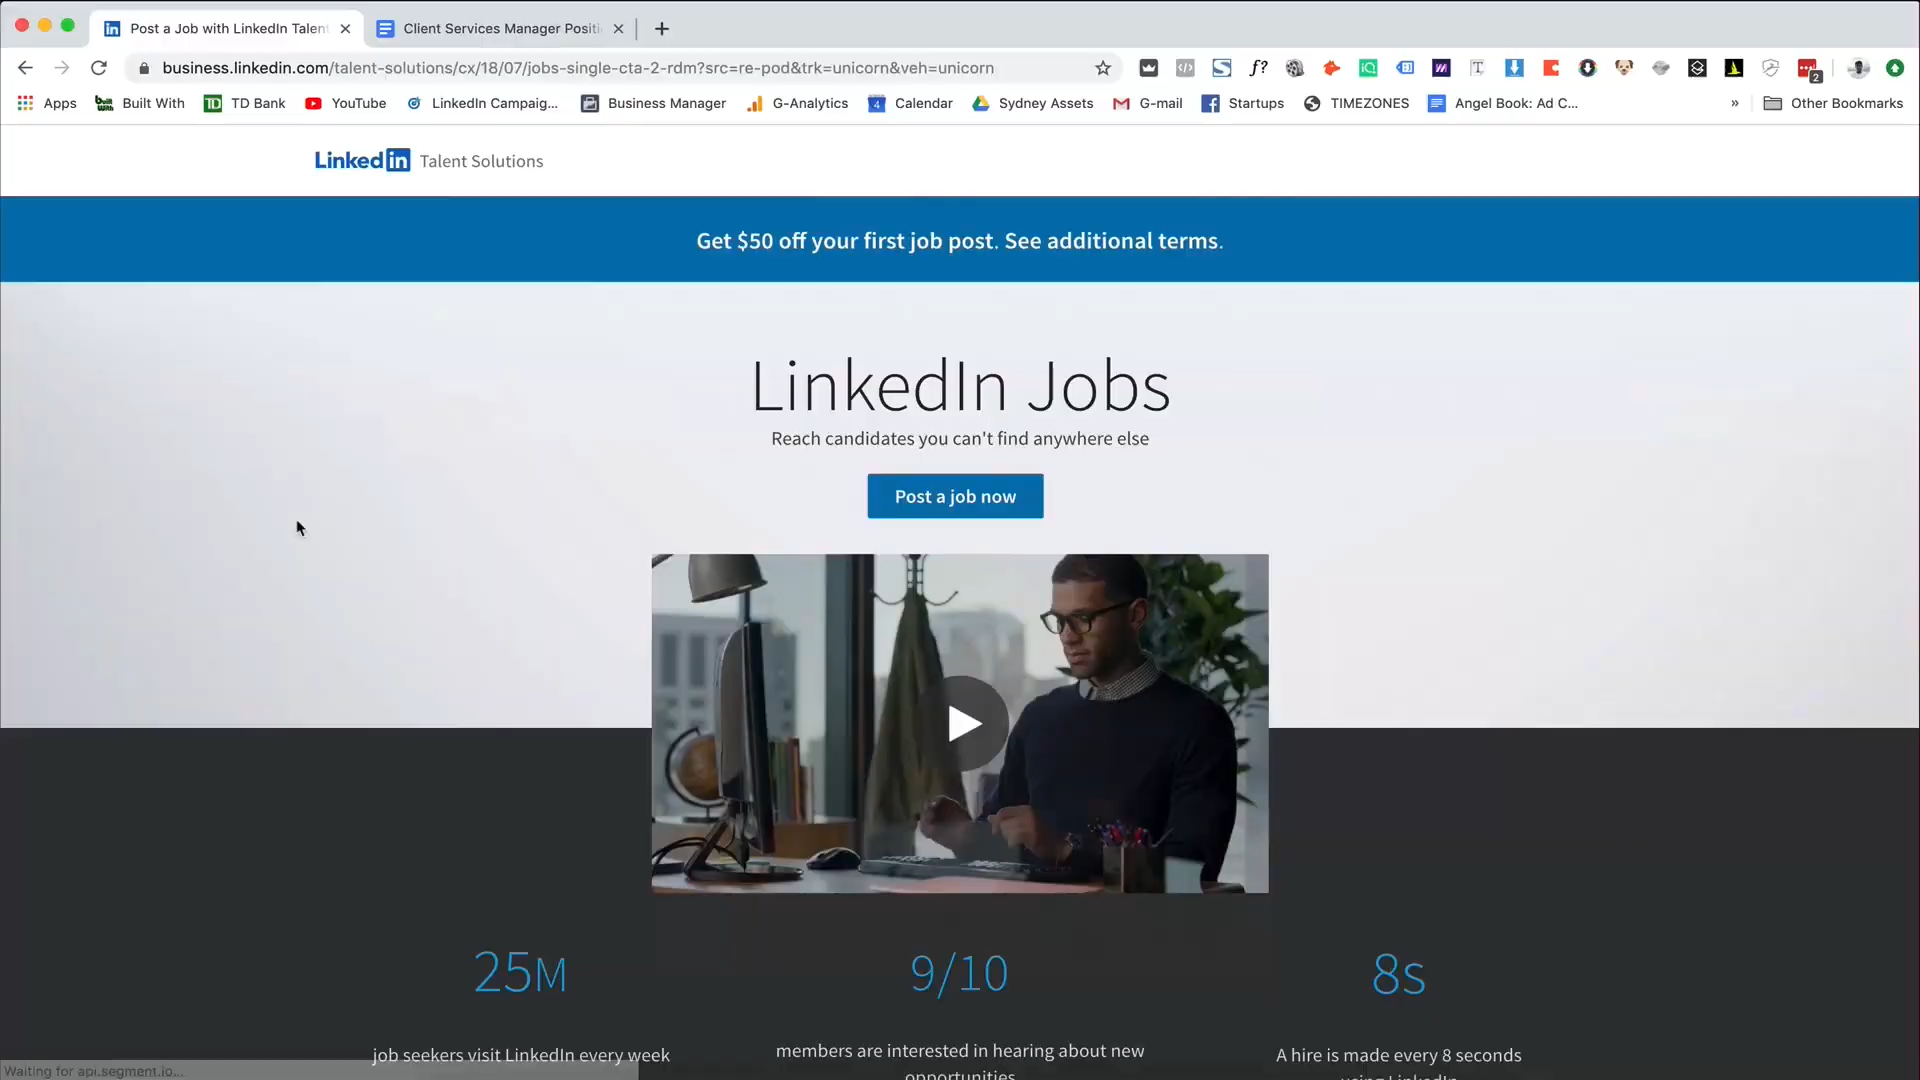 Post a Job with LinkedIn Talen
Client Services Manager Positi
business.linkedin.com/talent-solutions/cx/18/07/jobs-single-cta-2-rdm?src=re-pod&trk=unicorn&veh=unicorn
Apps
Built With
TD Bank
YouTube
LinkedIn Campaig...
Business Manager
G-Analytics
Calendar
Sydney Assets
G-mail
Startups
TIMEZONES
Angel Book: Ad C...
»
Other Bookmarks
LinkedIn Talent Solutions
Get $50 off your first job post. See additional terms.
LinkedIn Jobs
Reach candidates you can't find anywhere else
Post a job now
25M
9/10
8s
job seekers visit LinkedIn every week
members are interested in hearing about new
opportunities
A hire is made every 8 seconds
using LinkedIn
Waiting for api.segment.io...